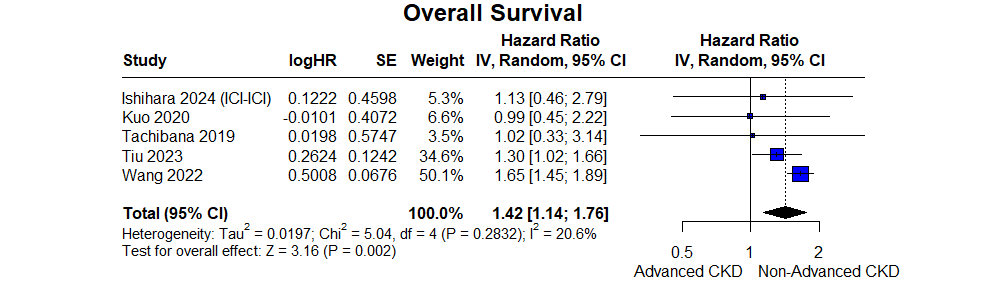 Overall Survival
Hazard Ratio Hazard Ratio
Study logHR SE Weight IV, Random, 95% CI IV, Random, 95% CI
Ishihara 2024 (ICI-ICI) 0.1222 0.4598 5.3% 1.13 [0.46; 2.79]
Kuo 2020 -0.0101 0.4072 6.6% 0.99 [0.45; 2.22]
Tachibana 2019 0.0198 0.5747 3.5% 1.02 [0.33; 3.14]
Tiu 2023 0.2624 0.1242 34.6% 1.30 [1.02; 1.66]
Wang 2022 0.5008 0.0676 50.1% 1.65 [1.45; 1.89]
Total (95% CI) 100.0% 1.42 [1.14; 1.76]
Heterogeneity: Tau² = 0.0197; Chi² = 5.04, df = 4 (P = 0.2832); I² = 20.6%
Test for overall effect: Z = 3.16 (P = 0.002)
0.5 1 2
Advanced CKD Non-Advanced CKD